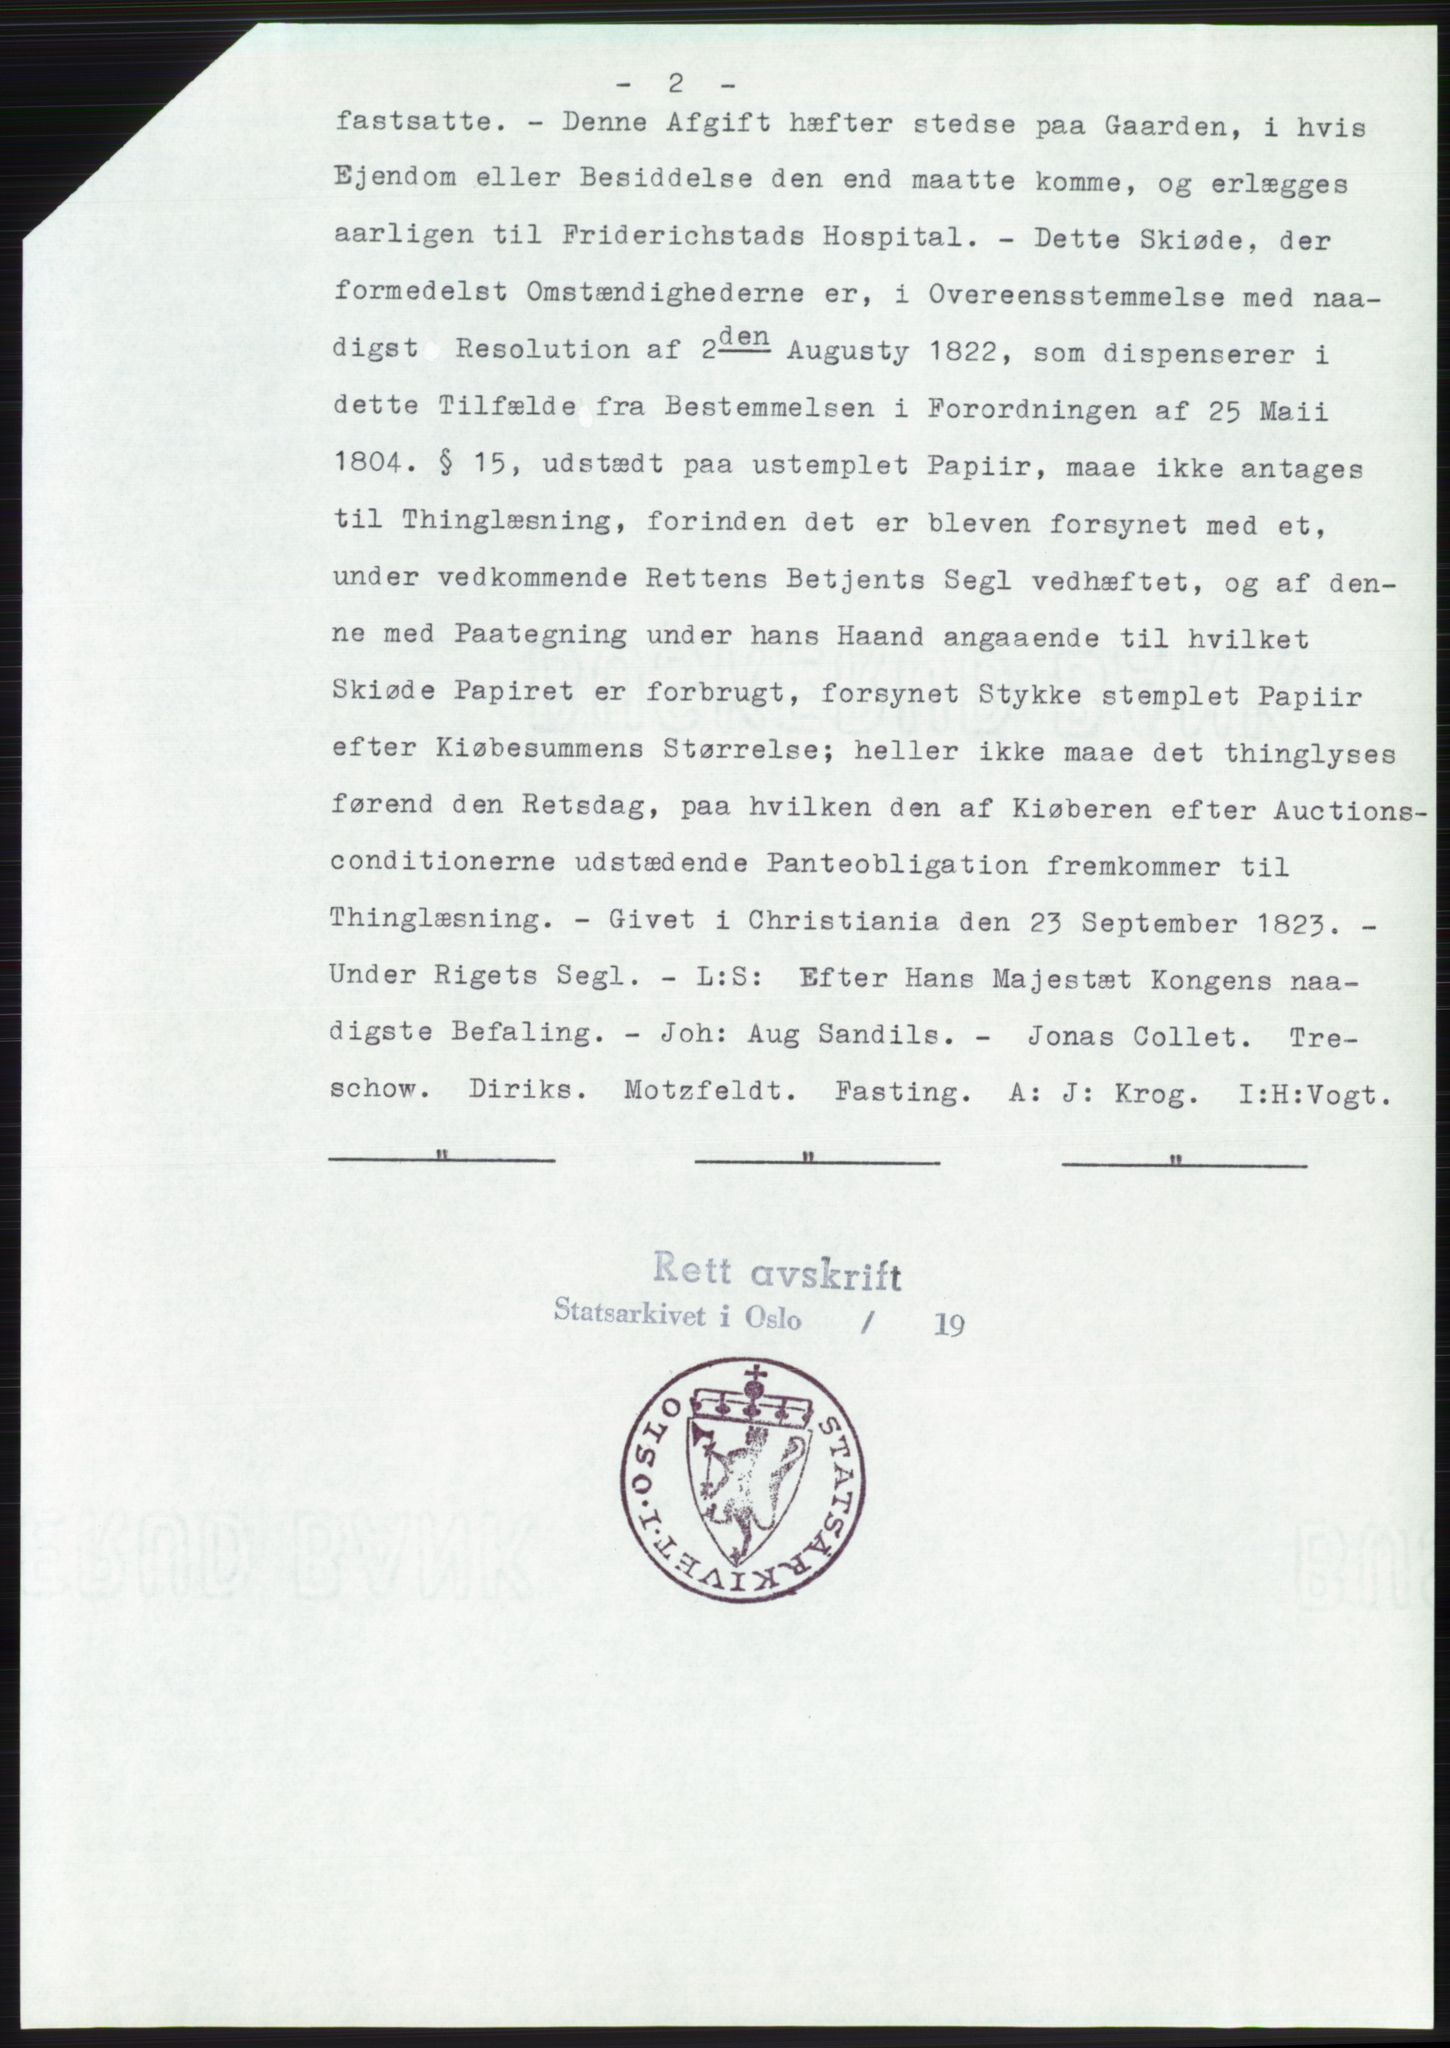 - 2 -
fastsatte. - Denne Afgift hæfter stedse paa Gaarden, i hvis
Ejendom eller Besiddelse den end maatte komme, og erlægges
aarligen til Friderichstads Hospital. - Dette Skiøde, der
formedelst Omstændighederne er, i Overeensstemmelse med naa-
digst Resolution af 2den Augusty 1822, som dispenserer i
dette Tilfælde fra Bestemmelsen i Forordningen af 25 Maii
1804. § 15, udstædt paa ustemplet Papiir, maae ikke antages
til Thinglæsning, forinden det er bleven forsynet med et,
under vedkommende Rettens Betjents Segl vedhæftet, og af den-
ne med Paategning under hans Haand angaaende til hvilket
Skiøde Papiret er forbrugt, forsynet Stykke stemplet Papiir
efter Kiøbesummens Størrelse; heller ikke maae det thinglyses
førend den Retsdag, paa hvilken den af Kiøberen efter Auctions-
conditionerne udstædende Panteobligation fremkommer til
Thinglæsning. - Givet i Christiania den 23 September 1823. -
Under Rigets Segl. - L:S: Efter Hans Majestæt Kongens naa-
digste Befaling. - Joh: Aug Sandils. - Jonas Collet. Tre-
schow. Diriks. Motzfeldt. Fasting. A: J: Krog. I:H:Vogt.
" " "
Rett avskrift
Statsarkivet i Oslo / 19
STATSARKIVET·I·OSLO